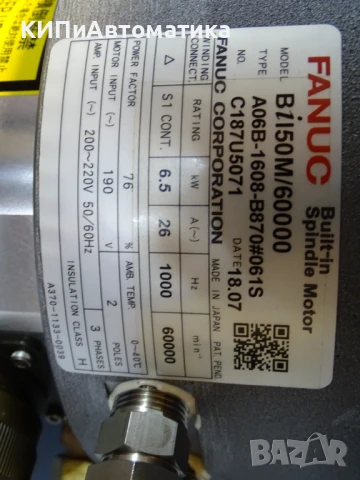 КИПиАвтоматика
FANUC
Built-in
Spindle Motor
MODEL Bi150M/60000
TYPE A06B-1608-B870#061S
NO. C187U5071
DATE 18.07
FANUC CORPORATION MADE IN JAPAN PAT. PEND.
WINDING CONNECT. RATING kW A(~) Hz min⁻¹
△ S1 CONT. 6.5 26 1000 60000
POWER FACTOR 76 % AMB. TEMP. 0~40℃
MOTOR INPUT (~) 190 V 2 POLES
AMP. INPUT (~) 200~220V 50/60Hz 3 PHASES
INSULATION CLASS H
A370-1133-0038
BAZAR